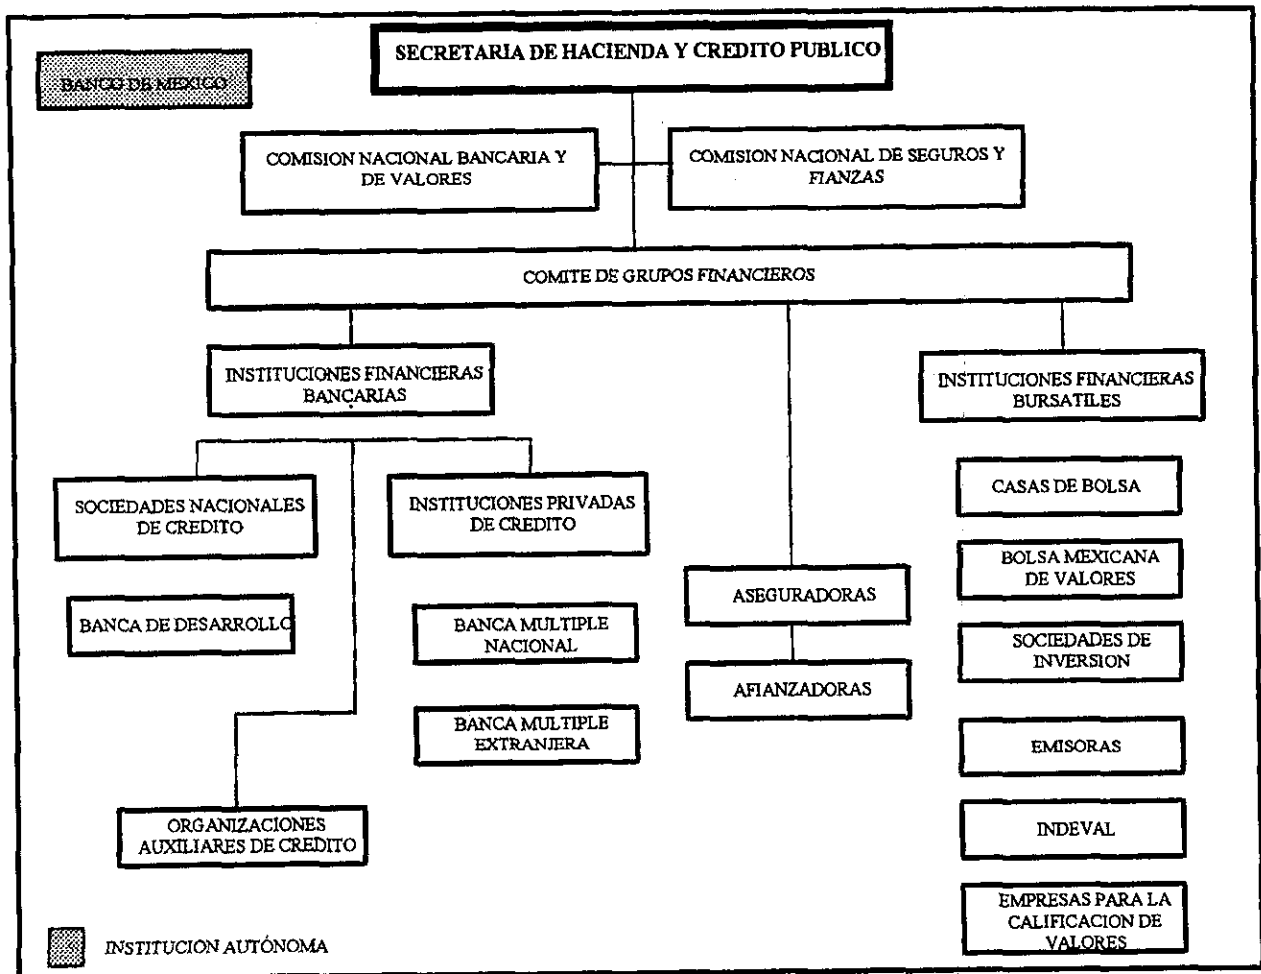 SECRETARIA DE HACIENDA Y CREDITO PUBLICO
BANCO DE MEXICO
COMISION NACIONAL BANCARIA Y
DE VALORES
COMISION NACIONAL DE SEGUROS Y
FIANZAS
COMITE DE GRUPOS FINANCIEROS
INSTITUCIONES FINANCIERAS
BANCARIAS
INSTITUCIONES FINANCIERAS
BURSATILES
SOCIEDADES NACIONALES
DE CREDITO
INSTITUCIONES PRIVADAS
DE CREDITO
CASAS DE BOLSA
BOLSA MEXICANA
DE VALORES
ASEGURADORAS
BANCA DE DESARROLLO
BANCA MULTIPLE
NACIONAL
SOCIEDADES DE
INVERSION
AFIANZADORAS
BANCA MULTIPLE
EXTRANJERA
EMISORAS
ORGANIZACIONES
AUXILIARES DE CREDITO
INDEVAL
EMPRESAS PARA LA
CALIFICACION DE
VALORES
INSTITUCION AUTÓNOMA